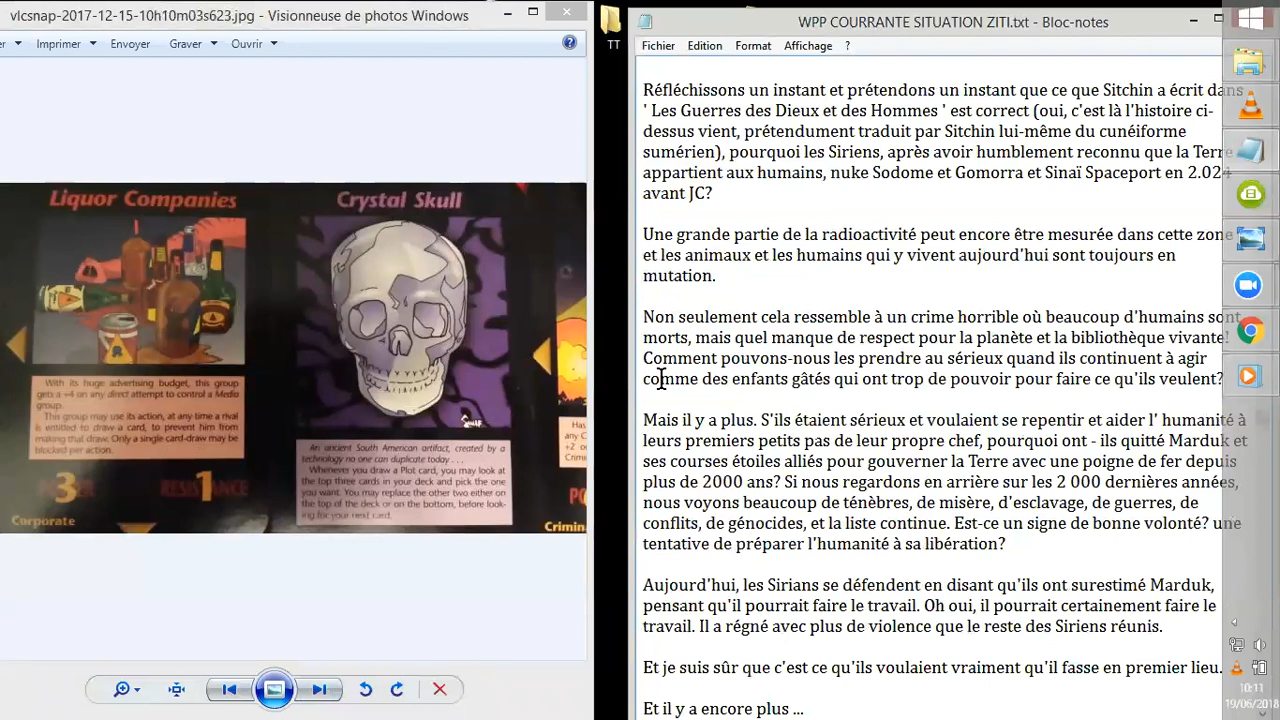 vlcsnap-2017-12-15-10h10m03s623.jpg - Visionneuse de photos Windows
Imprimer Envoyer Graver Ouvrir
Liquor Companies
With its huge advertising budget, this group
gets a +4 on any direct attempt to control a Media
group.
This group may use its action, at any time a rival
is entitled to draw a card, to prevent him from
making that draw. Only a single card-draw may be
blocked per action.
3
1
Corporate
Crystal Skull
An ancient South American artifact, created by a
technology no one can duplicate today . . .
Whenever you draw a Plot card, you may look at
the top three cards in your deck and pick the one
you want. You may replace the other two either on
the top of the deck or on the bottom, before look-
ing for your next card.
Has
any C
+2 o
Crimi
PO
Crimin
TT
WPP COURRANTE SITUATION ZITI.txt - Bloc-notes
Fichier Edition Format Affichage ?
Réfléchissons un instant et prétendons un instant que ce que Sitchin a écrit dans
' Les Guerres des Dieux et des Hommes ' est correct (oui, c'est là l'histoire ci-
dessus vient, prétendument traduit par Sitchin lui-même du cunéiforme
sumérien), pourquoi les Siriens, après avoir humblement reconnu que la Terre
appartient aux humains, nuke Sodome et Gomorra et Sinaï Spaceport en 2.024
avant JC?
Une grande partie de la radioactivité peut encore être mesurée dans cette zone
et les animaux et les humains qui y vivent aujourd'hui sont toujours en
mutation.
Non seulement cela ressemble à un crime horrible où beaucoup d'humains sont
morts, mais quel manque de respect pour la planète et la bibliothèque vivante!
Comment pouvons-nous les prendre au sérieux quand ils continuent à agir
comme des enfants gâtés qui ont trop de pouvoir pour faire ce qu'ils veulent?
Mais il y a plus. S'ils étaient sérieux et voulaient se repentir et aider l' humanité à
leurs premiers petits pas de leur propre chef, pourquoi ont - ils quitté Marduk et
ses courses étoiles alliés pour gouverner la Terre avec une poigne de fer depuis
plus de 2000 ans? Si nous regardons en arrière sur les 2 000 dernières années,
nous voyons beaucoup de ténèbres, de misère, d'esclavage, de guerres, de
conflits, de génocides, et la liste continue. Est-ce un signe de bonne volonté? une
tentative de préparer l'humanité à sa libération?
Aujourd'hui, les Sirians se défendent en disant qu'ils ont surestimé Marduk,
pensant qu'il pourrait faire le travail. Oh oui, il pourrait certainement faire le
travail. Il a régné avec plus de violence que le reste des Siriens réunis.
Et je suis sûr que c'est ce qu'ils voulaient vraiment qu'il fasse en premier lieu.
Et il y a encore plus ...
10:11
19/06/2018